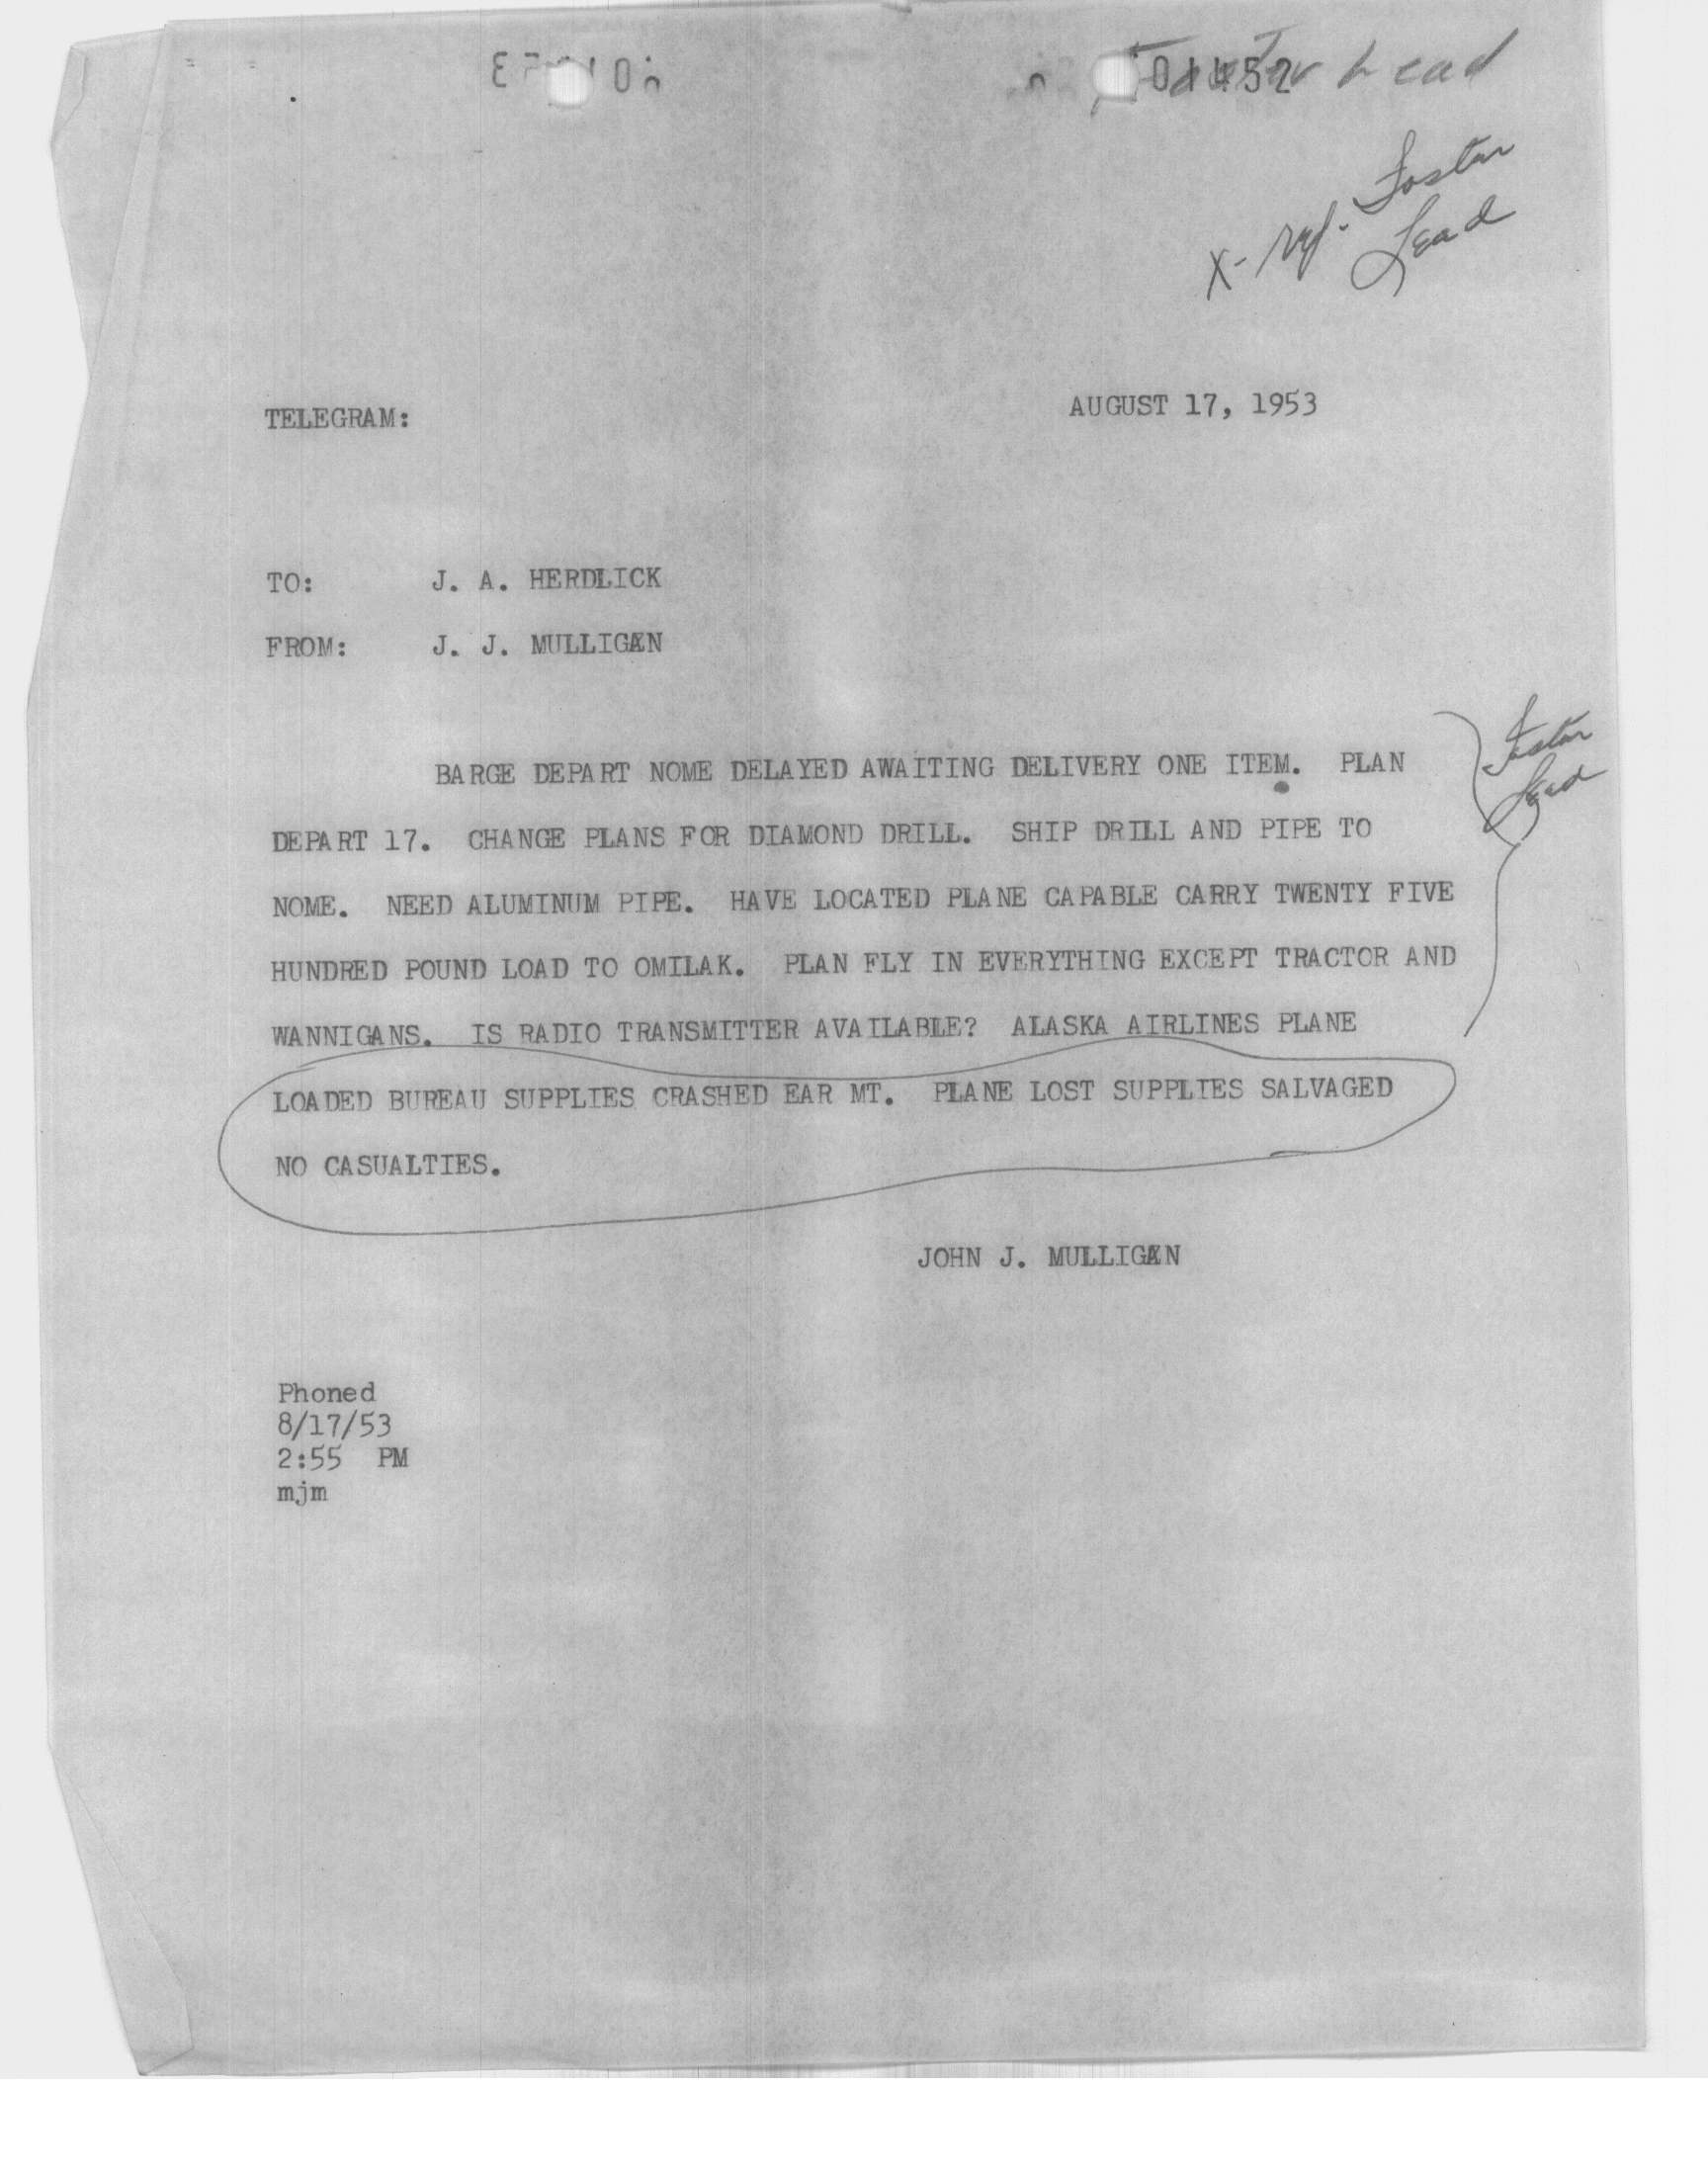 01452
Foster Lead
Foster
x-ref. Lead
TELEGRAM: AUGUST 17, 1953
TO: J. A. HERDLICK
FROM: J. J. MULLIGAN
BARGE DEPART NOME DELAYED AWAITING DELIVERY ONE ITEM. PLAN
Foster
Lead
DEPART 17. CHANGE PLANS FOR DIAMOND DRILL. SHIP DRILL AND PIPE TO
NOME. NEED ALUMINUM PIPE. HAVE LOCATED PLANE CAPABLE CARRY TWENTY FIVE
HUNDRED POUND LOAD TO OMILAK. PLAN FLY IN EVERYTHING EXCEPT TRACTOR AND
WANNIGANS. IS RADIO TRANSMITTER AVAILABLE? ALASKA AIRLINES PLANE
LOADED BUREAU SUPPLIES CRASHED EAR MT. PLANE LOST SUPPLIES SALVAGED
NO CASUALTIES.
JOHN J. MULLIGAN
Phoned
8/17/53
2:55 PM
mjm